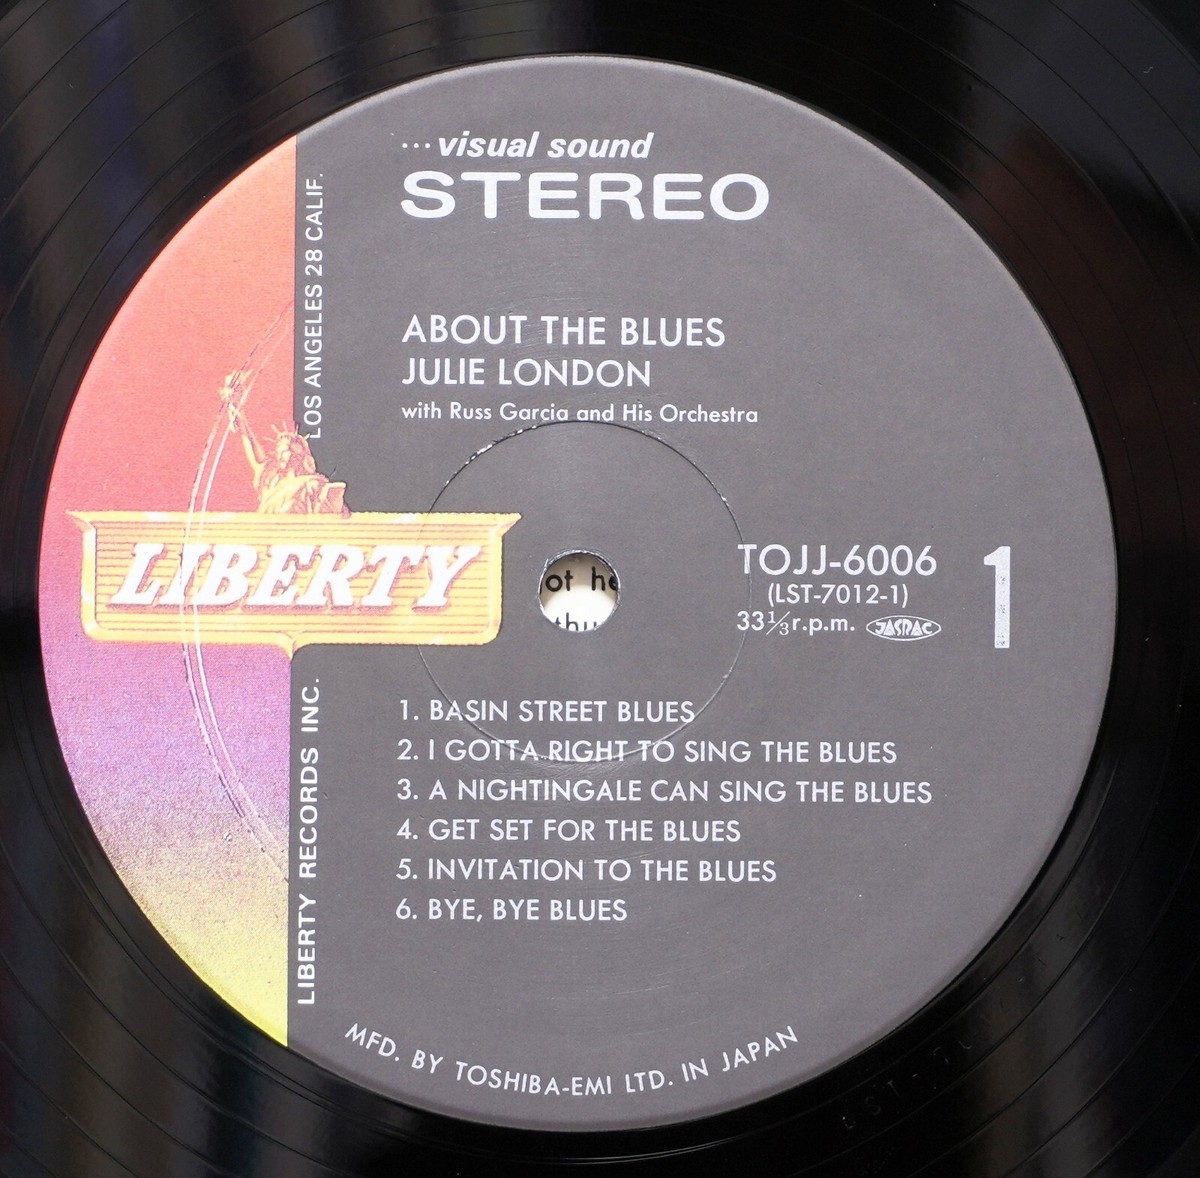 ···visual sound
STEREO
LOS ANGELES 28 CALIF.
ABOUT THE BLUES
JULIE LONDON
with Russ Garcia and His Orchestra
LIBERTY
ot he
thu
TOJJ-6006
(LST-7012-1)
33⅓r.p.m. JASRAC
1
LIBERTY RECORDS INC.
1. BASIN STREET BLUES
2. I GOTTA RIGHT TO SING THE BLUES
3. A NIGHTINGALE CAN SING THE BLUES
4. GET SET FOR THE BLUES
5. INVITATION TO THE BLUES
6. BYE, BYE BLUES
MFD. BY TOSHIBA-EMI LTD. IN JAPAN